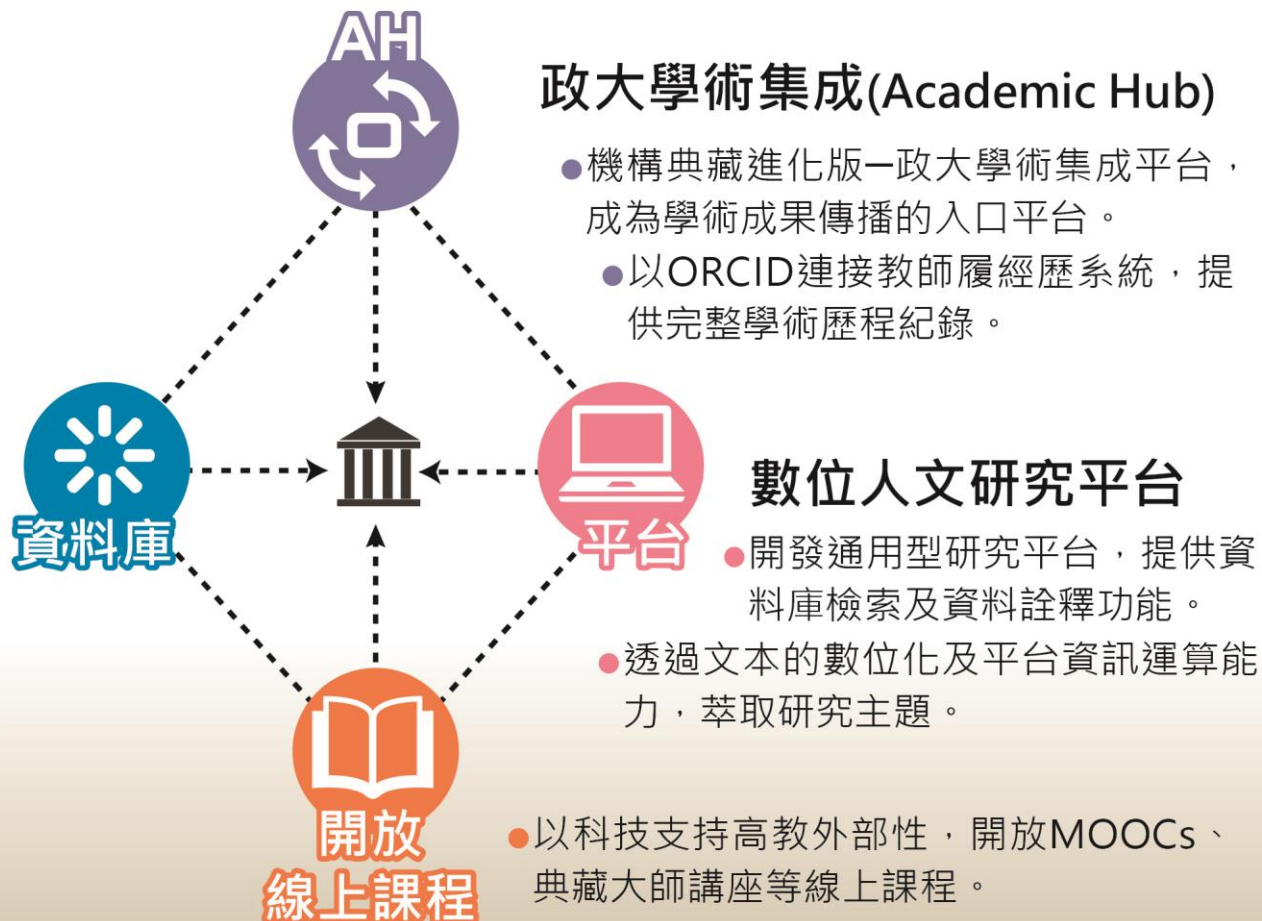 AH
政大學術集成(Academic Hub)
●機構典藏進化版─政大學術集成平台，
成為學術成果傳播的入口平台。
●以ORCID連接教師履經歷系統，提
供完整學術歷程紀錄。
資料庫
平台
數位人文研究平台
●開發通用型研究平台，提供資
料庫檢索及資料詮釋功能。
●透過文本的數位化及平台資訊運算能
力，萃取研究主題。
開放
線上課程
●以科技支持高教外部性，開放MOOCs、
典藏大師講座等線上課程。